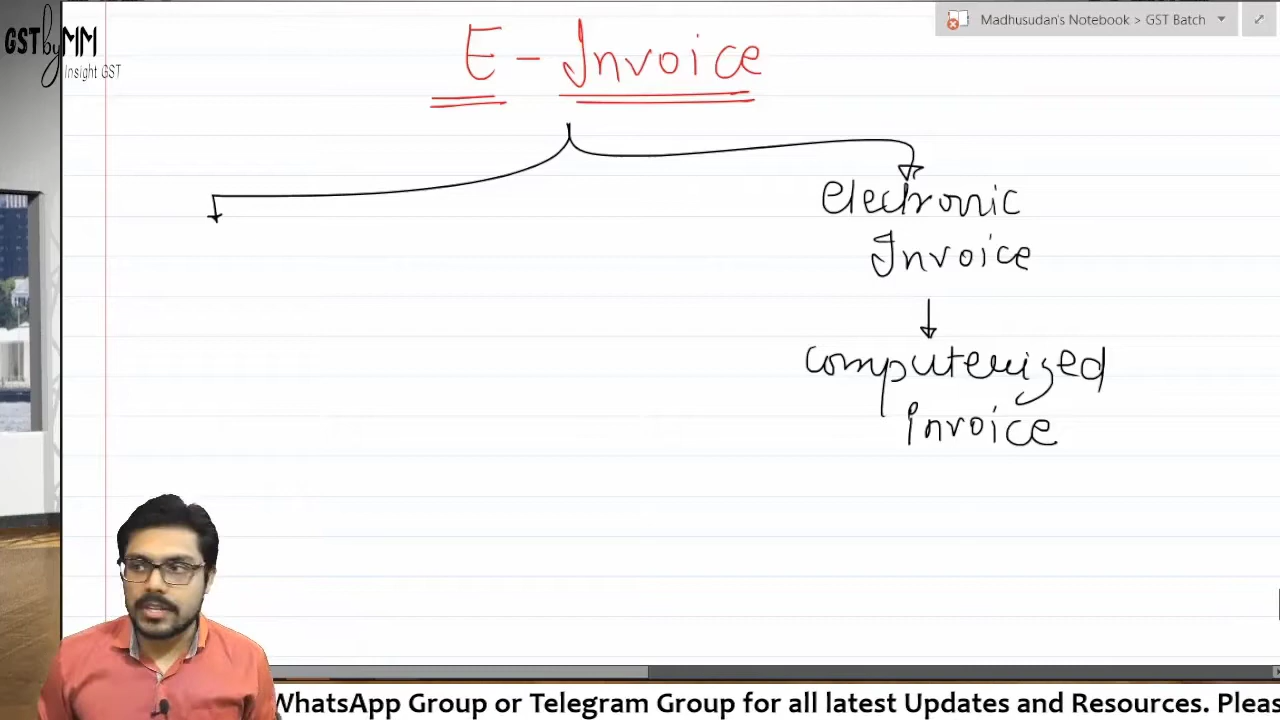 GSTbyMM
Insight GST
Madhusudan's Notebook > GST Batch
E - Invoice
Electronic
Invoice
Computerized
invoice
WhatsApp Group or Telegram Group for all latest Updates and Resources. Pleas